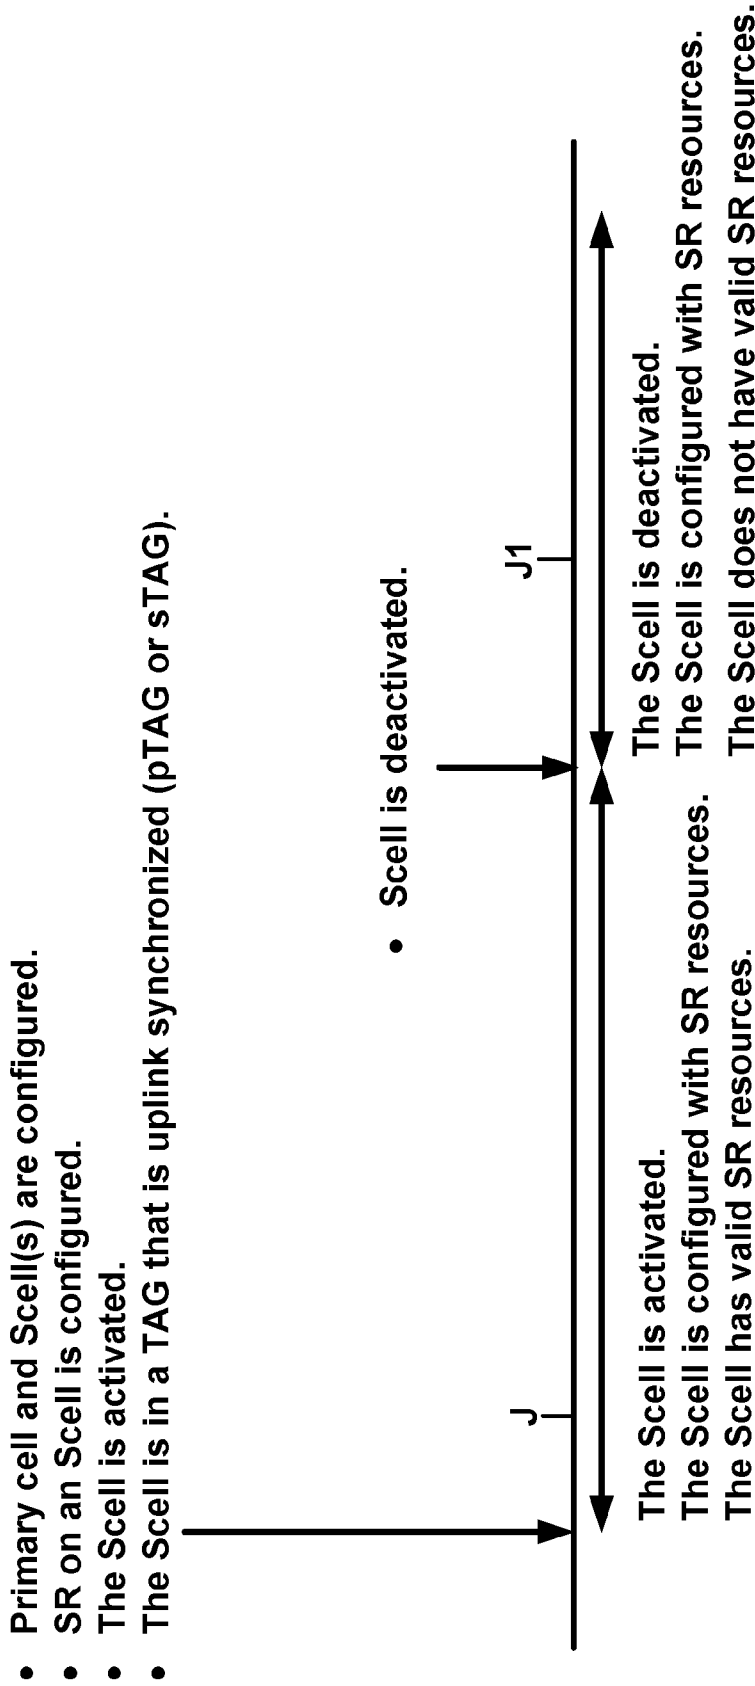 • Primary cell and Scell(s) are configured.
• SR on an Scell is configured.
• The Scell is activated.
• The Scell is in a TAG that is uplink synchronized (pTAG or sTAG).
• Scell is deactivated.
J
J1
The Scell is activated.
The Scell is configured with SR resources.
The Scell has valid SR resources.
The Scell is deactivated.
The Scell is configured with SR resources.
The Scell does not have valid SR resources.